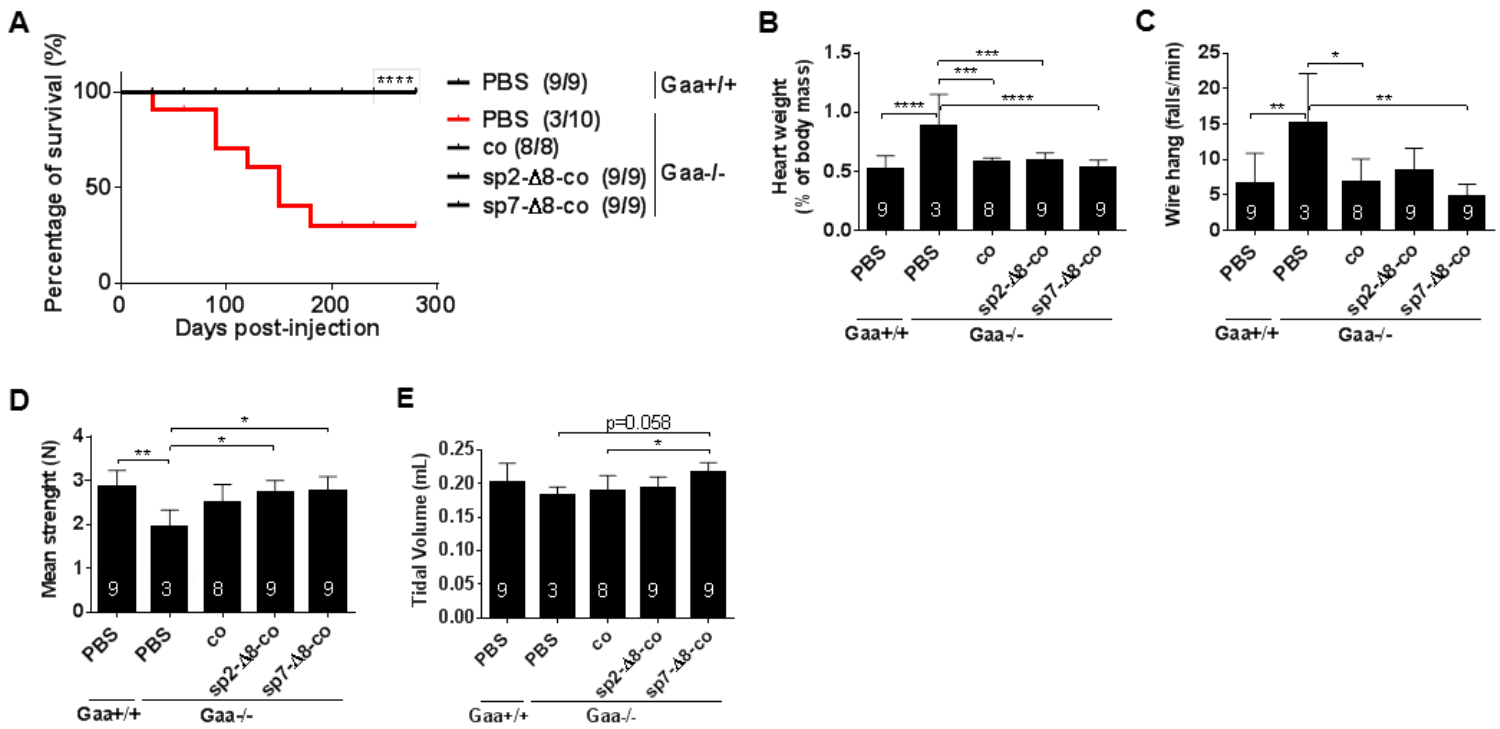 A
Percentage of survival (%)
100
50
0
0 100 200 300
Days post-injection
****
PBS (9/9)
Gaa+/+
PBS (3/10)
co (8/8)
sp2-Δ8-co (9/9)
sp7-Δ8-co (9/9)
Gaa-/-
B
Heart weight
(% of body mass)
1.5
1.0
0.5
0.0
***
***
**** ****
9 3 8 9 9
PBS PBS co sp2-Δ8-co sp7-Δ8-co
Gaa+/+ Gaa-/-
C
Wire hang (falls/min)
25
20
15
10
5
0
*
** **
9 3 8 9 9
PBS PBS co sp2-Δ8-co sp7-Δ8-co
Gaa+/+ Gaa-/-
D
Mean strenght (N)
4
3
2
1
0
*
*
**
9 3 8 9 9
PBS PBS co sp2-Δ8-co sp7-Δ8-co
Gaa+/+ Gaa-/-
E
Tidal Volume (mL)
0.25
0.20
0.15
0.10
0.05
0.00
p=0.058
*
9 3 8 9 9
PBS PBS co sp2-Δ8-co sp7-Δ8-co
Gaa+/+ Gaa-/-